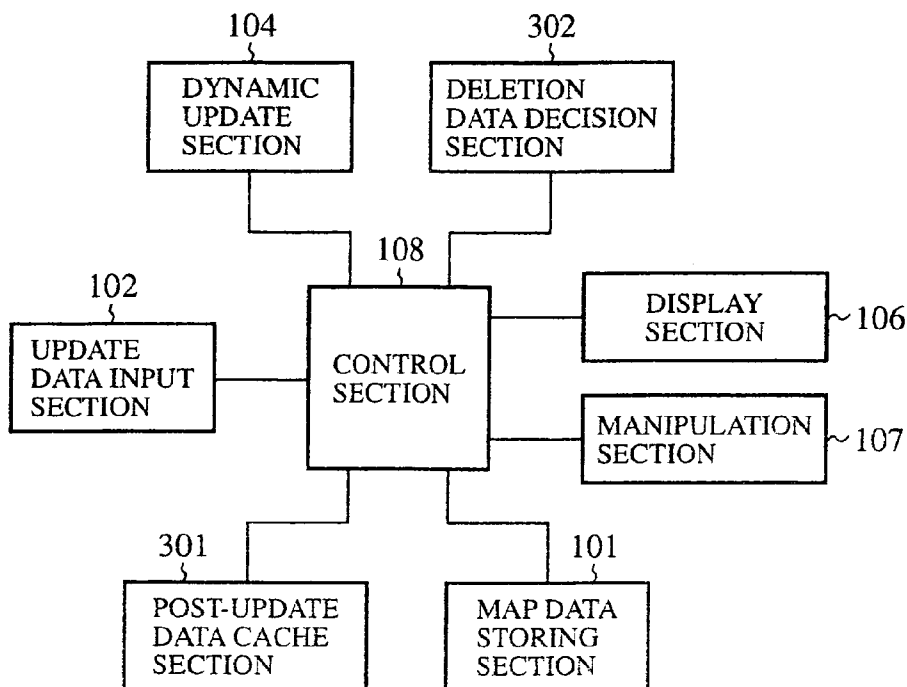 104
DYNAMIC
UPDATE
SECTION
302
DELETION
DATA DECISION
SECTION
102
UPDATE
DATA INPUT
SECTION
108
CONTROL
SECTION
DISPLAY
SECTION
106
MANIPULATION
SECTION
107
301
POST-UPDATE
DATA CACHE
SECTION
101
MAP DATA
STORING
SECTION